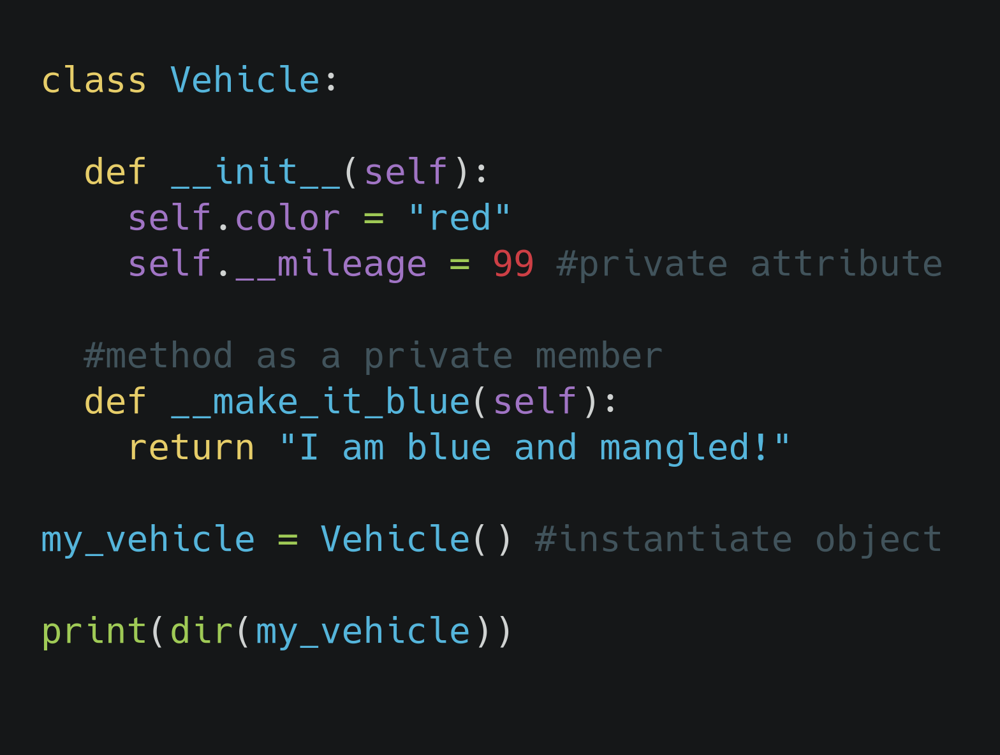 class Vehicle:
  def __init__(self):
    self.color = "red"
    self.__mileage = 99 #private attribute
  #method as a private member
  def __make_it_blue(self):
    return "I am blue and mangled!"
my_vehicle = Vehicle() #instantiate object
print(dir(my_vehicle))